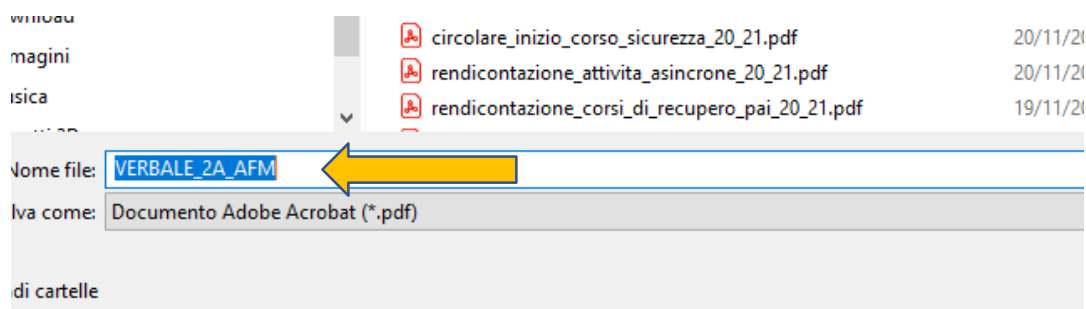 magini
circolare_inizio_corso_sicurezza_20_21.pdf 20/11/20
rendicontazione_attivita_asincrone_20_21.pdf 20/11/20
usica
rendicontazione_corsi_di_recupero_pai_20_21.pdf 19/11/20
Nome file: VERBALE_2A_AFM
lva come: Documento Adobe Acrobat (*.pdf)
di cartelle